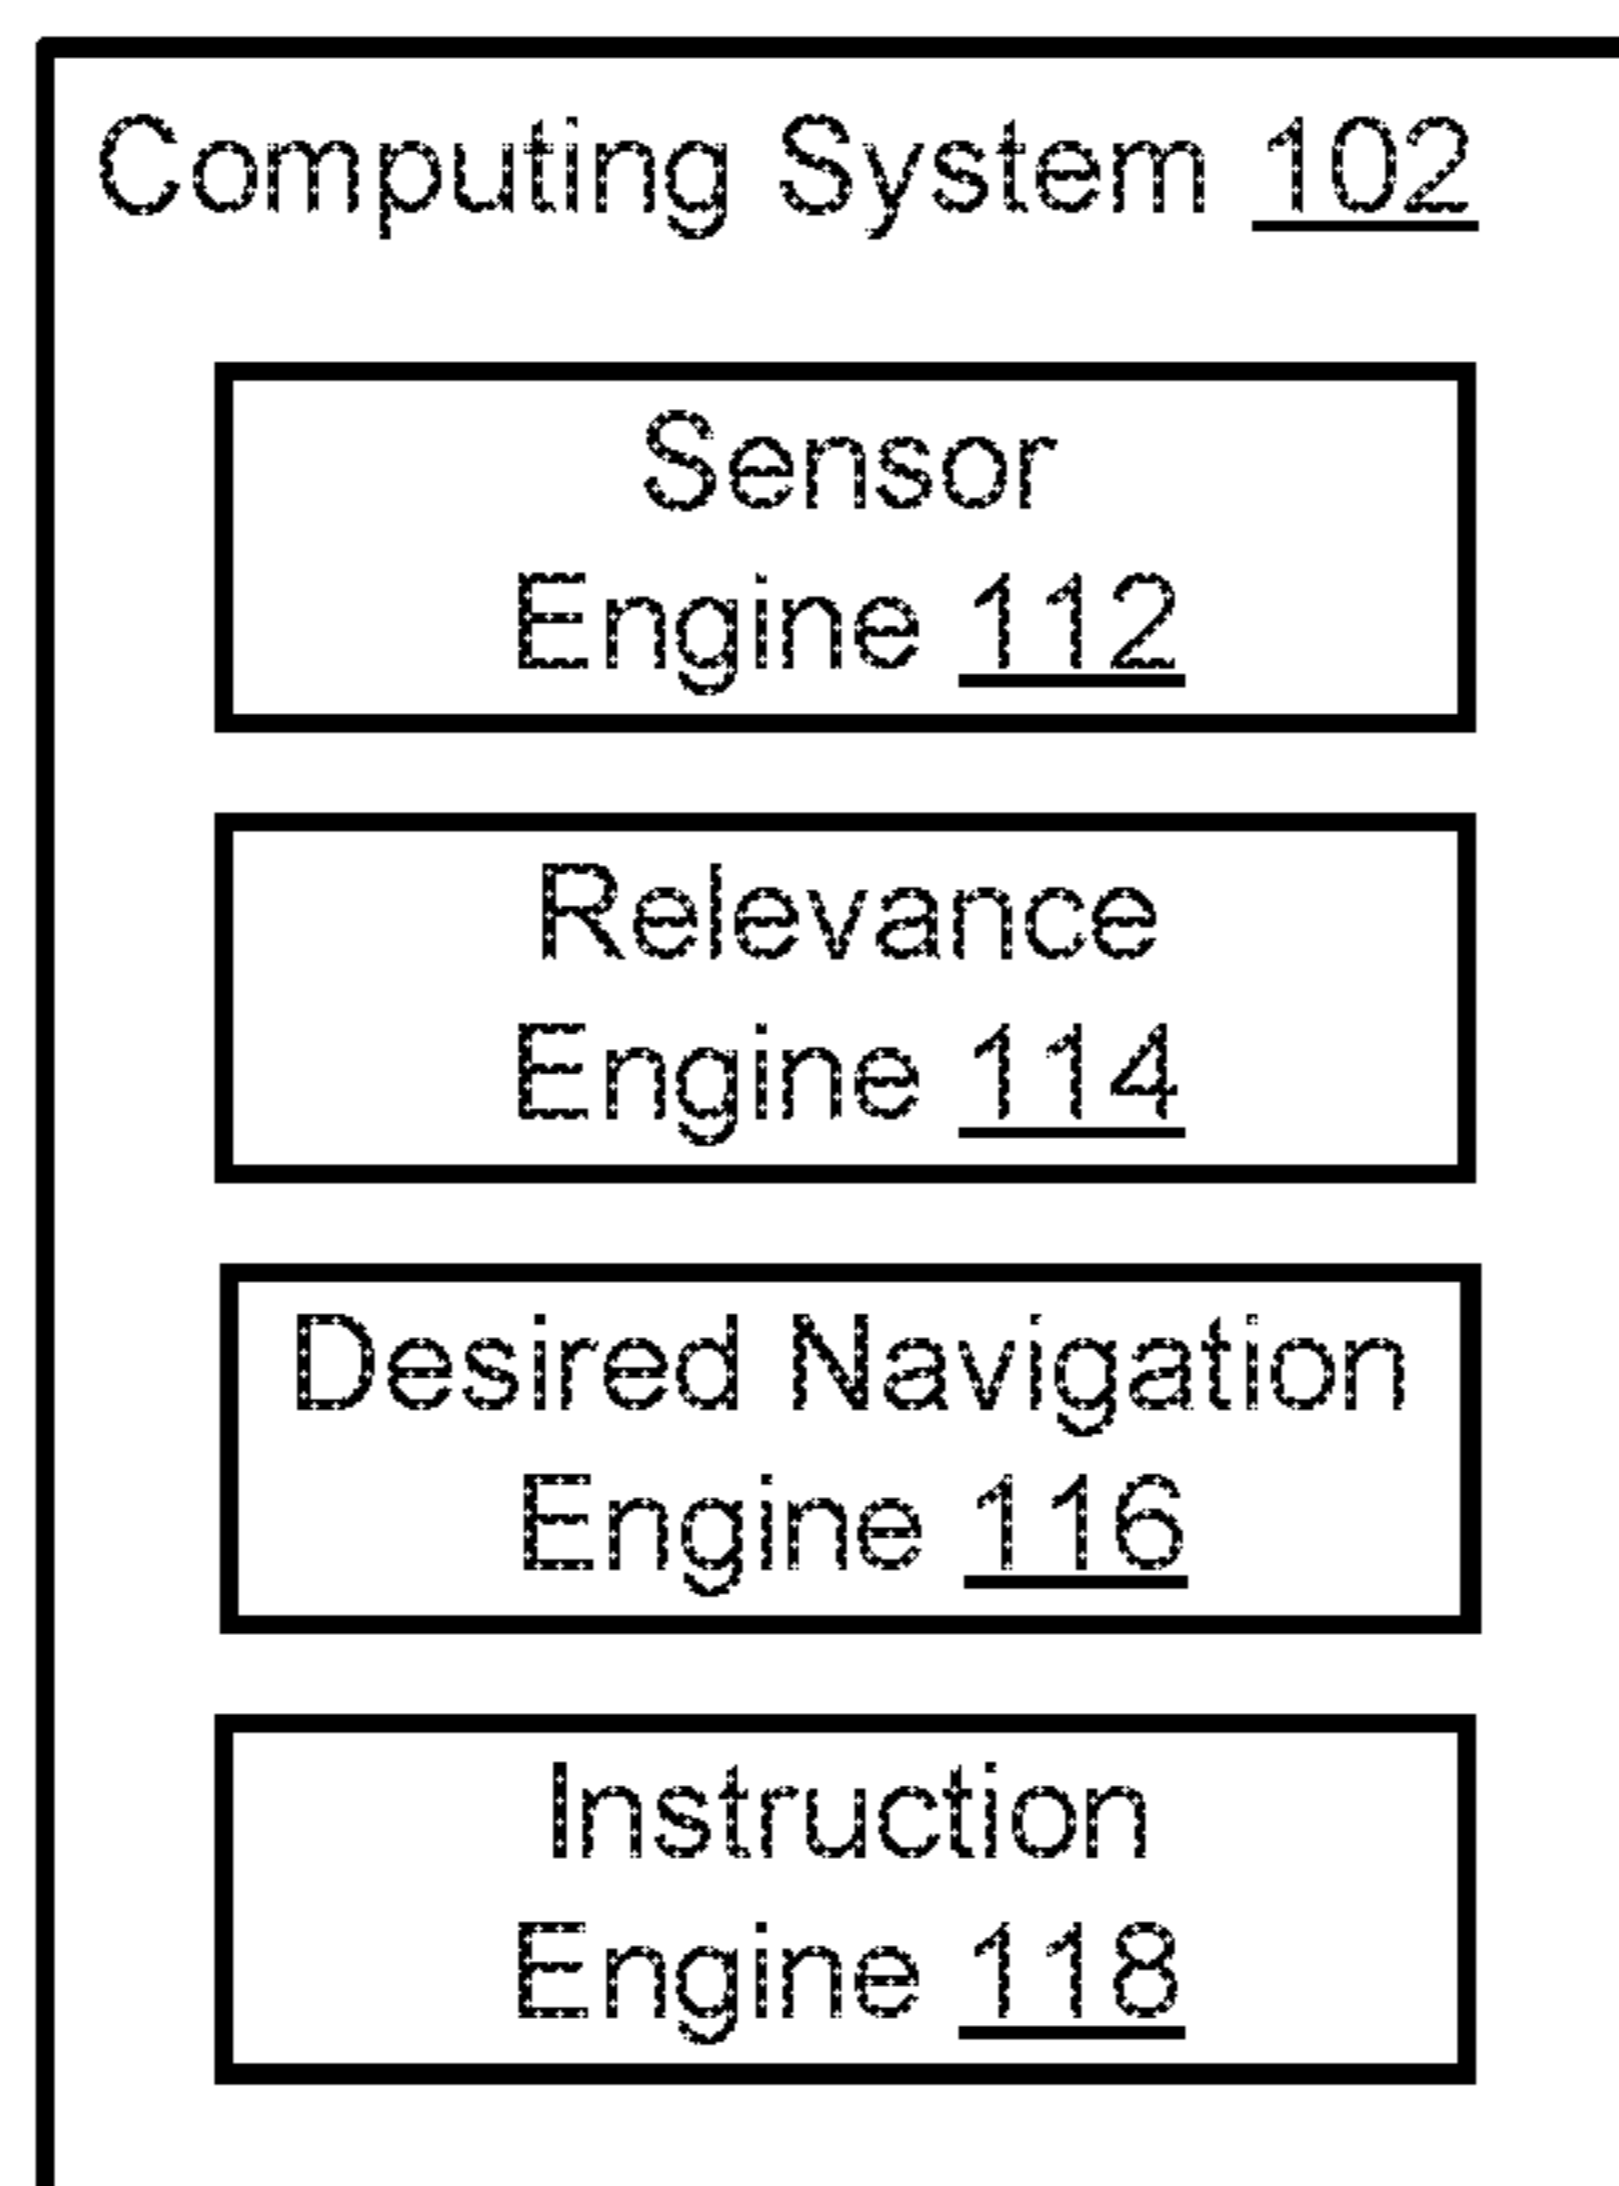 Computing System 102
Sensor
Engine 112
Relevance
Engine 114
Desired Navigation
Engine 116
Instruction
Engine 118